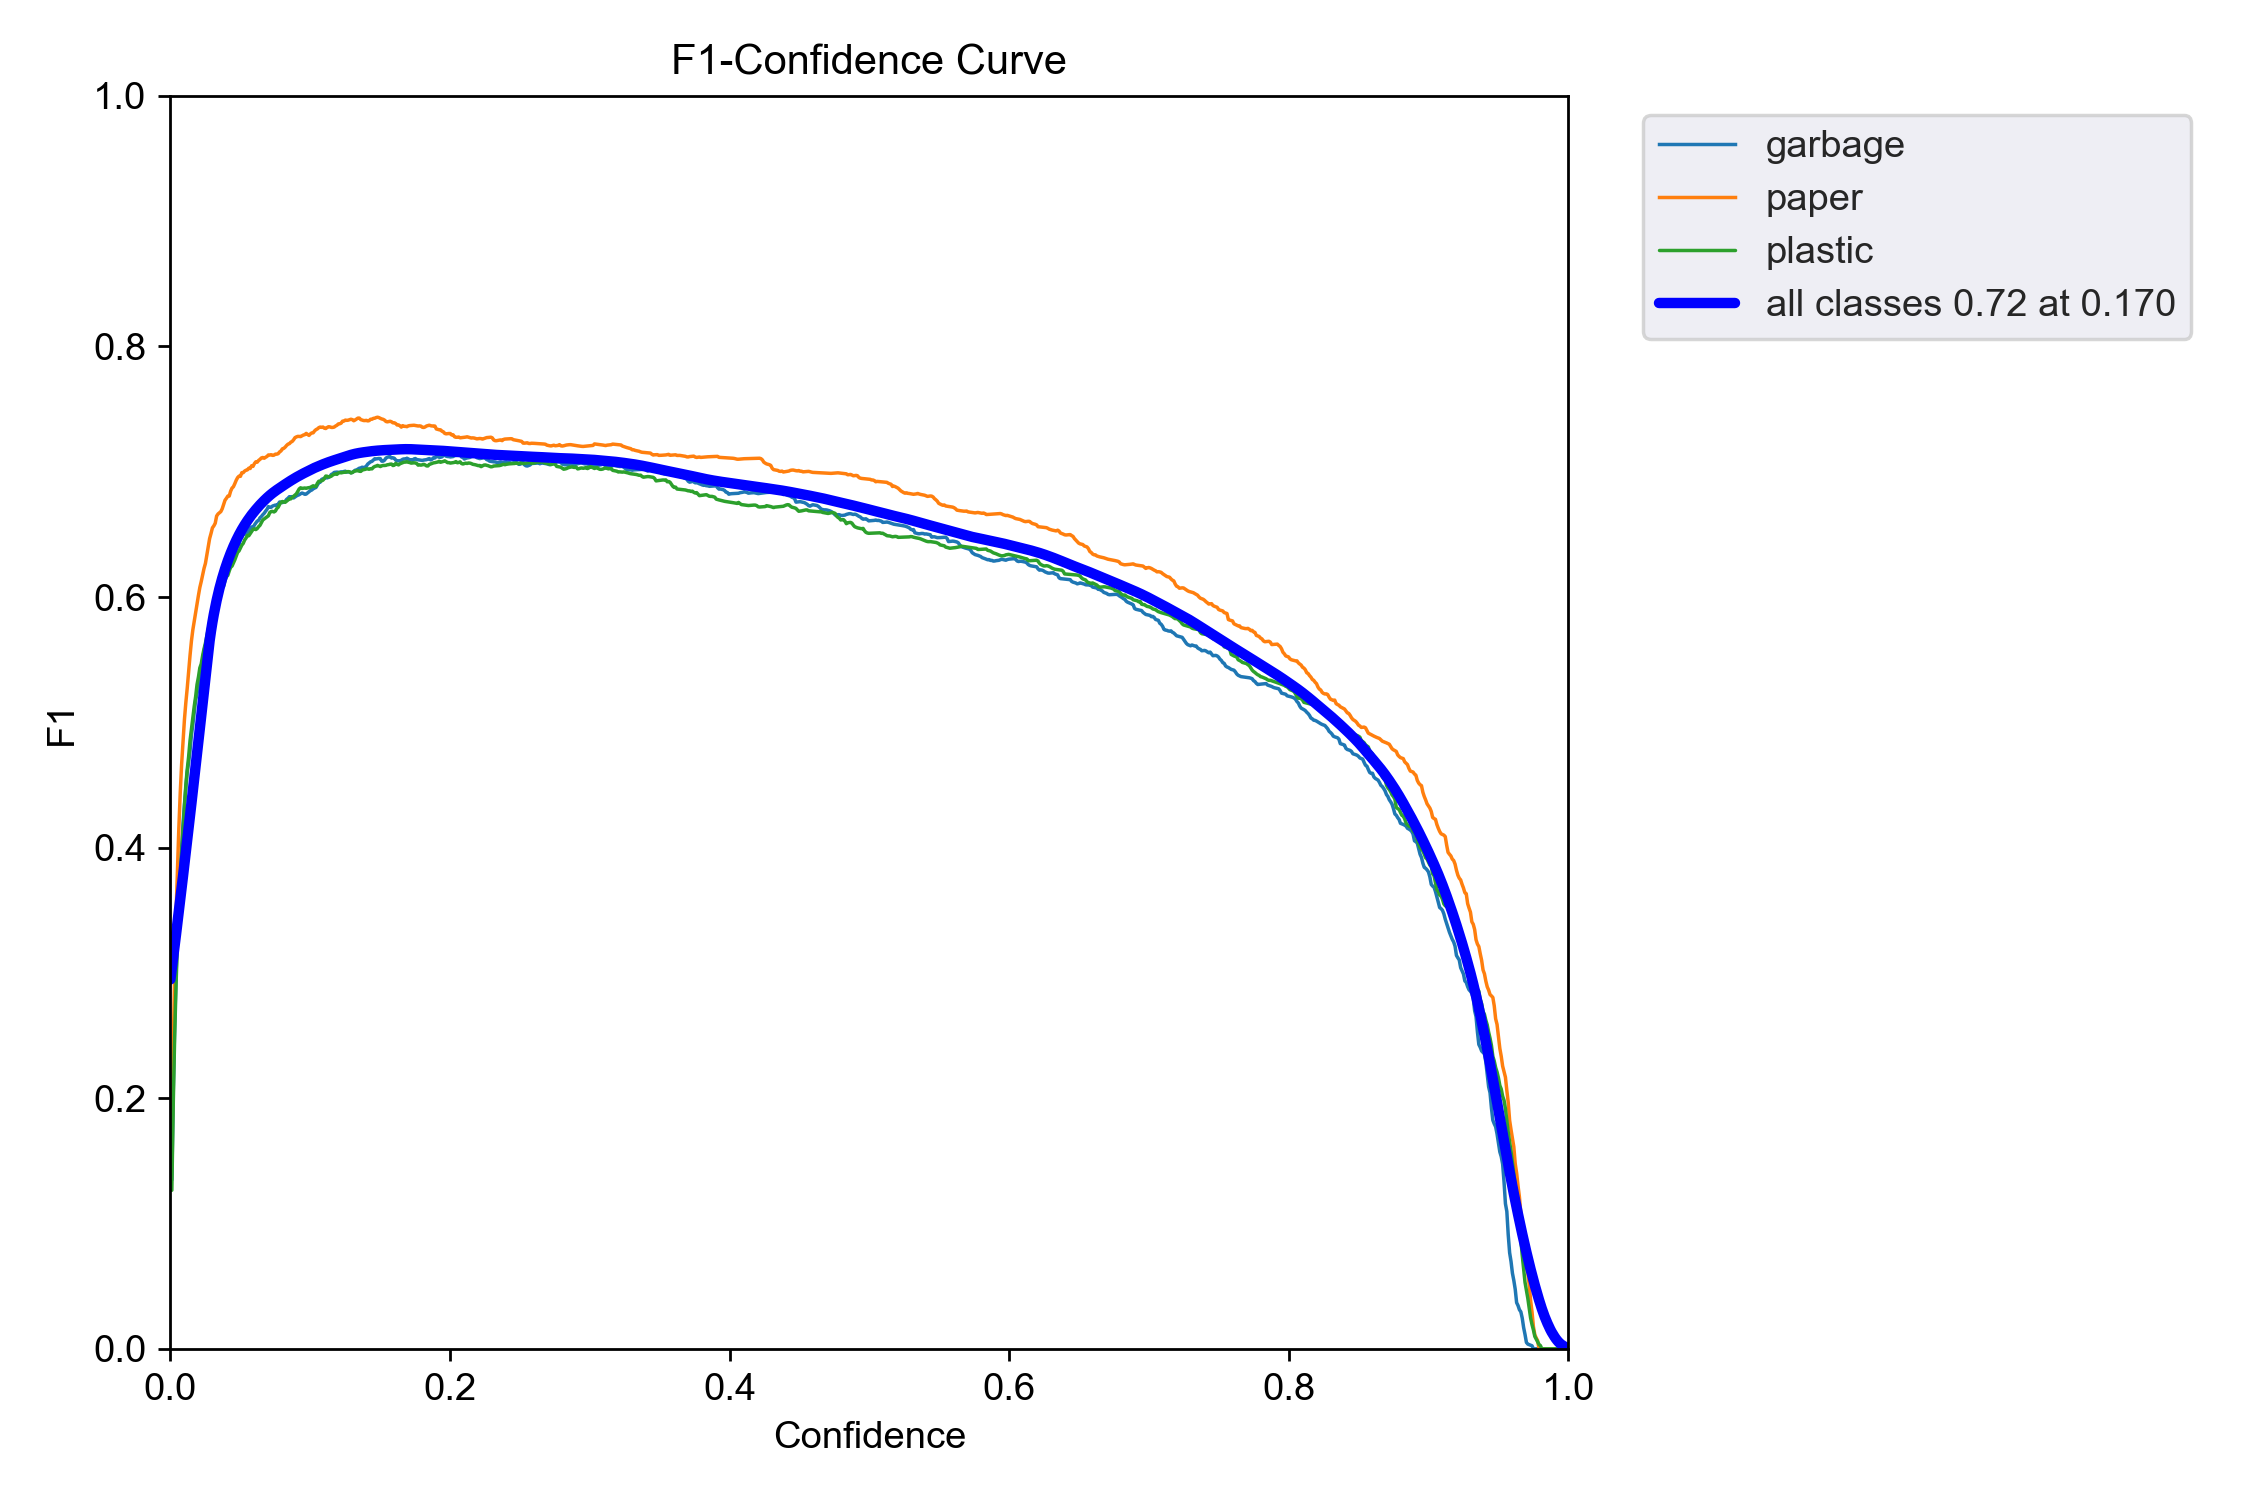 F1-Confidence Curve
1.0
0.8
0.6
0.4
0.2
0.0
F1
0.0 0.2 0.4 0.6 0.8 1.0
Confidence
garbage
paper
plastic
all classes 0.72 at 0.170